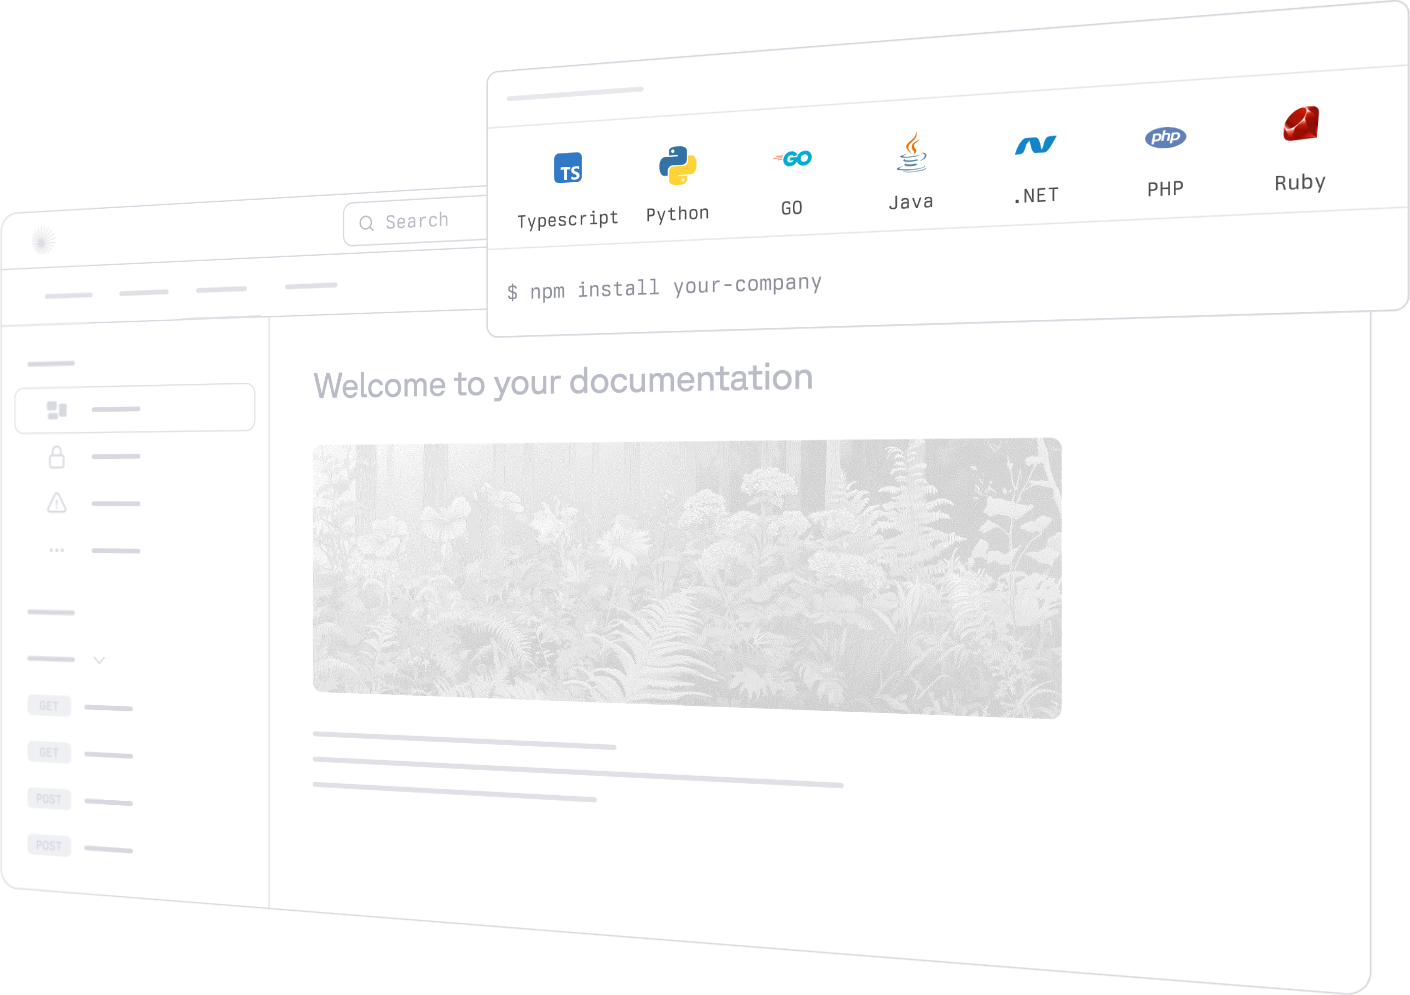 TS
GO
php
Typescript Python GO Java .NET PHP Ruby
Search
$ npm install your-company
Welcome to your documentation
GET
GET
POST
POST